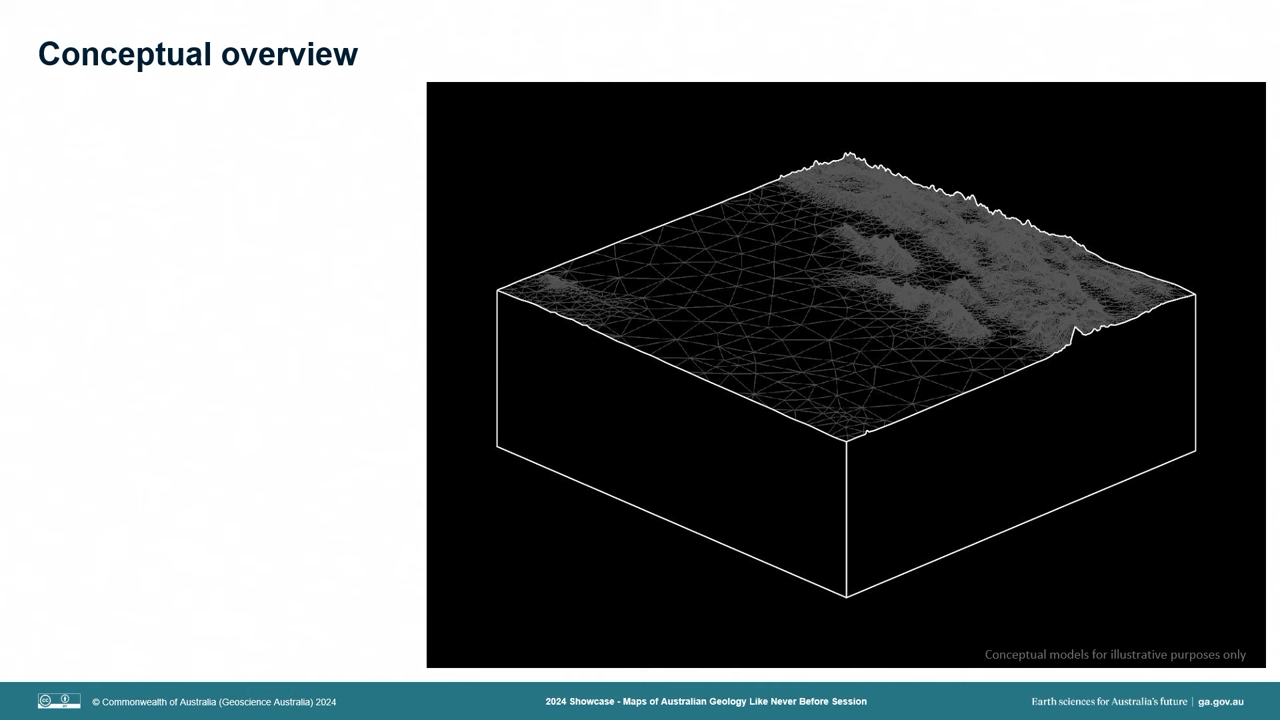 Conceptual overview
Conceptual models for illustrative purposes only
© Commonwealth of Australia (Geoscience Australia) 2024
2024 Showcase - Maps of Australian Geology Like Never Before Session
Earth sciences for Australia's future | ga.gov.au